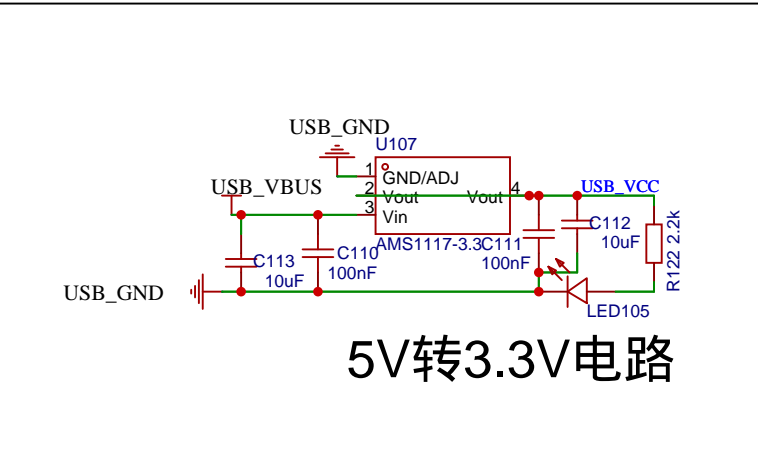 USB_GND
U107
1
GND/ADJ
2
Vout
Vout
4
3
Vin
USB_VBUS
USB_VCC
AMS1117-3.3
C111
100nF
C112
10uF
R122 2.2k
C110
100nF
C113
10uF
USB_GND
LED105
5V转3.3V电路